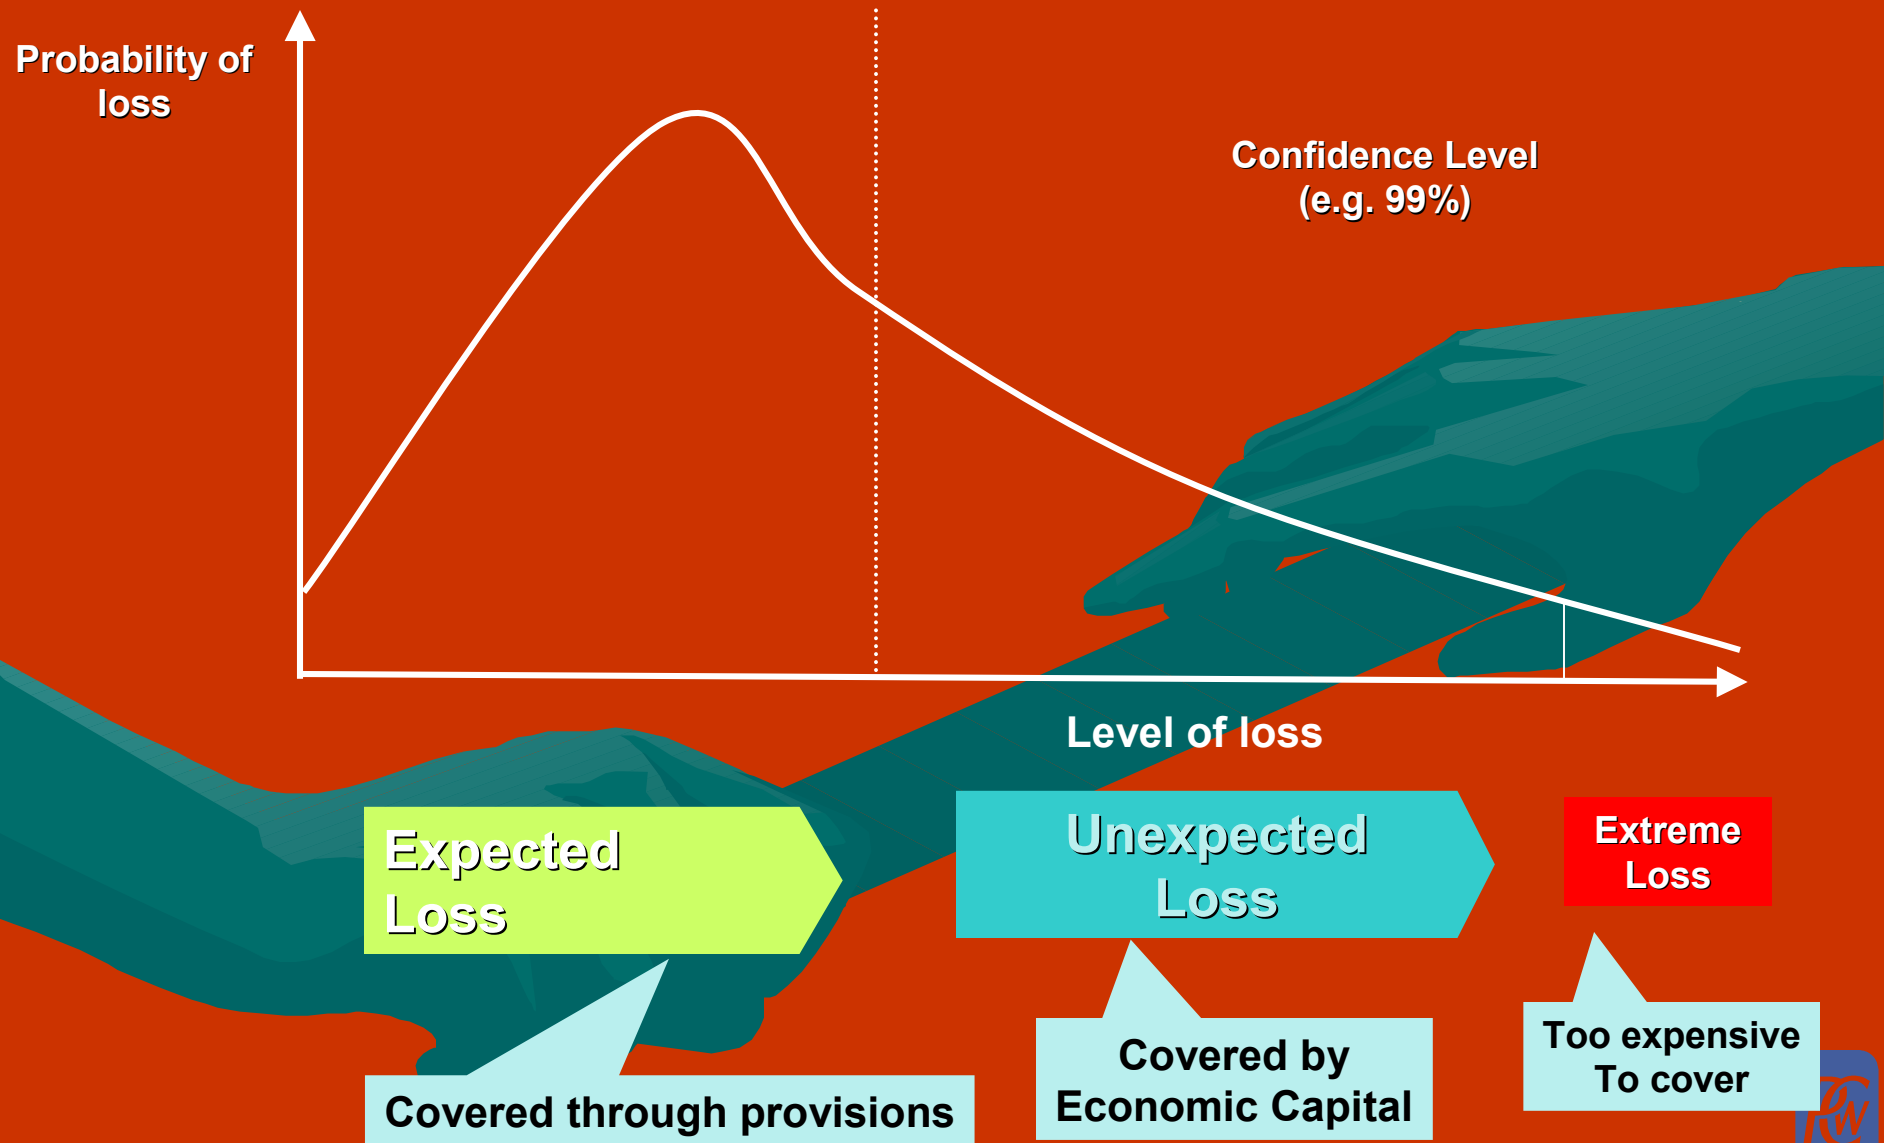 Probability of
loss
Confidence Level
(e.g. 99%)
Level of loss
Expected
Loss
Unexpected
Loss
Extreme
Loss
Covered through provisions
Covered by
Economic Capital
Too expensive
To cover